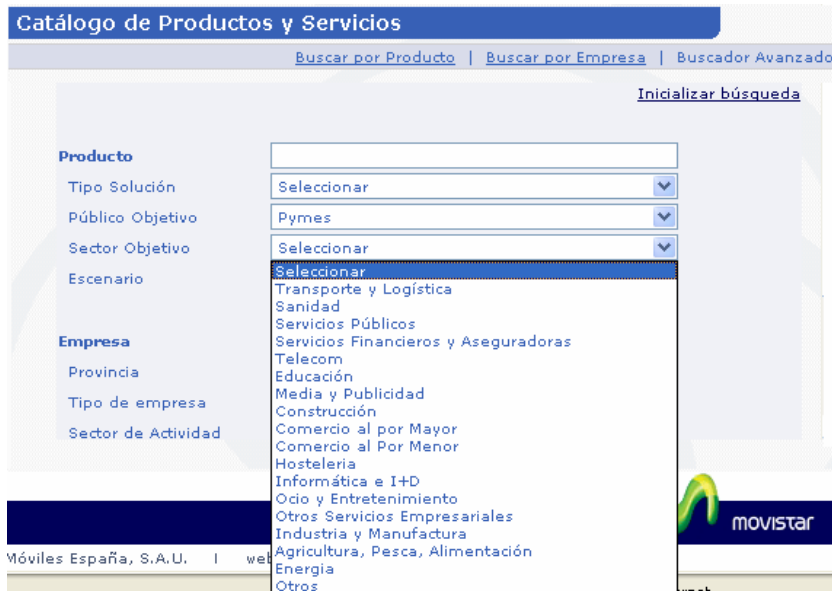 Catálogo de Productos y Servicios
Buscar por Producto | Buscar por Empresa | Buscador Avanzado
Inicializar búsqueda
Producto
Tipo Solución Seleccionar
Público Objetivo Pymes
Sector Objetivo Seleccionar
Escenario
Seleccionar
Transporte y Logística
Sanidad
Servicios Públicos
Servicios Financieros y Aseguradoras
Telecom
Educación
Media y Publicidad
Construcción
Comercio al por Mayor
Comercio al Por Menor
Hosteleria
Informática e I+D
Ocio y Entretenimiento
Otros Servicios Empresariales
Industria y Manufactura
Agricultura, Pesca, Alimentación
Energia
Otros
Empresa
Provincia
Tipo de empresa
Sector de Actividad
movistar
Móviles España, S.A.U. | web